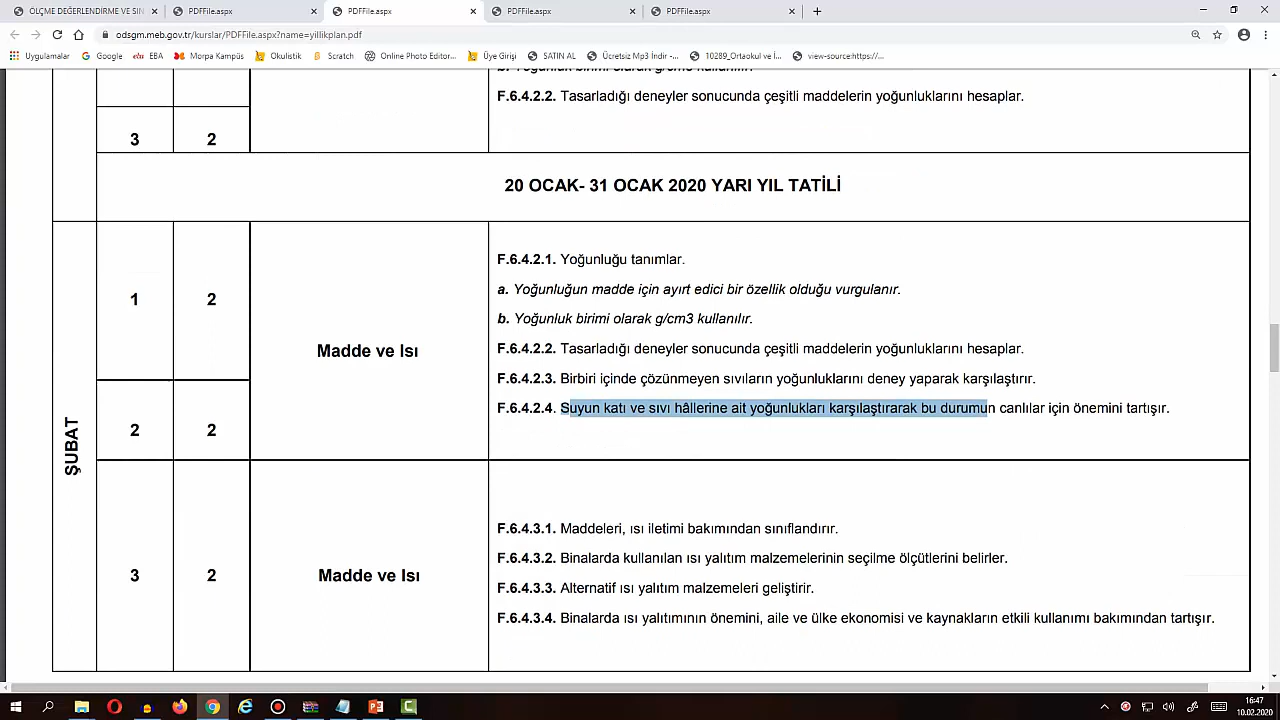 ÖLÇME DEĞERLENDİRME VE SIN
PDFFile.aspx
PDFFile.aspx
PDFFile.aspx
PDFFile.aspx
odsgm.meb.gov.tr/kurslar/PDFFile.aspx?name=yillikplan.pdf
Uygulamalar
Google
EBA
Morpa Kampüs
Okulistik
Scratch
Online Photo Editor...
Üye Girişi
SATIN AL
Ücretsiz Mp3 İndir -...
10289_Ortaokul ve İ...
view-source:https://...
F.6.4.2.2. Tasarladığı deneyler sonucunda çeşitli maddelerin yoğunluklarını hesaplar.
3 2
20 OCAK- 31 OCAK 2020 YARI YIL TATİLİ
ŞUBAT
1 2
Madde ve Isı
F.6.4.2.1. Yoğunluğu tanımlar.
a. Yoğunluğun madde için ayırt edici bir özellik olduğu vurgulanır.
b. Yoğunluk birimi olarak g/cm3 kullanılır.
F.6.4.2.2. Tasarladığı deneyler sonucunda çeşitli maddelerin yoğunluklarını hesaplar.
F.6.4.2.3. Birbiri içinde çözünmeyen sıvıların yoğunluklarını deney yaparak karşılaştırır.
F.6.4.2.4. Suyun katı ve sıvı hâllerine ait yoğunlukları karşılaştırarak bu durumun canlılar için önemini tartışır.
2 2
3 2
Madde ve Isı
F.6.4.3.1. Maddeleri, ısı iletimi bakımından sınıflandırır.
F.6.4.3.2. Binalarda kullanılan ısı yalıtım malzemelerinin seçilme ölçütlerini belirler.
F.6.4.3.3. Alternatif ısı yalıtım malzemeleri geliştirir.
F.6.4.3.4. Binalarda ısı yalıtımının önemini, aile ve ülke ekonomisi ve kaynakların etkili kullanımı bakımından tartışır.
16:47
10.02.2020